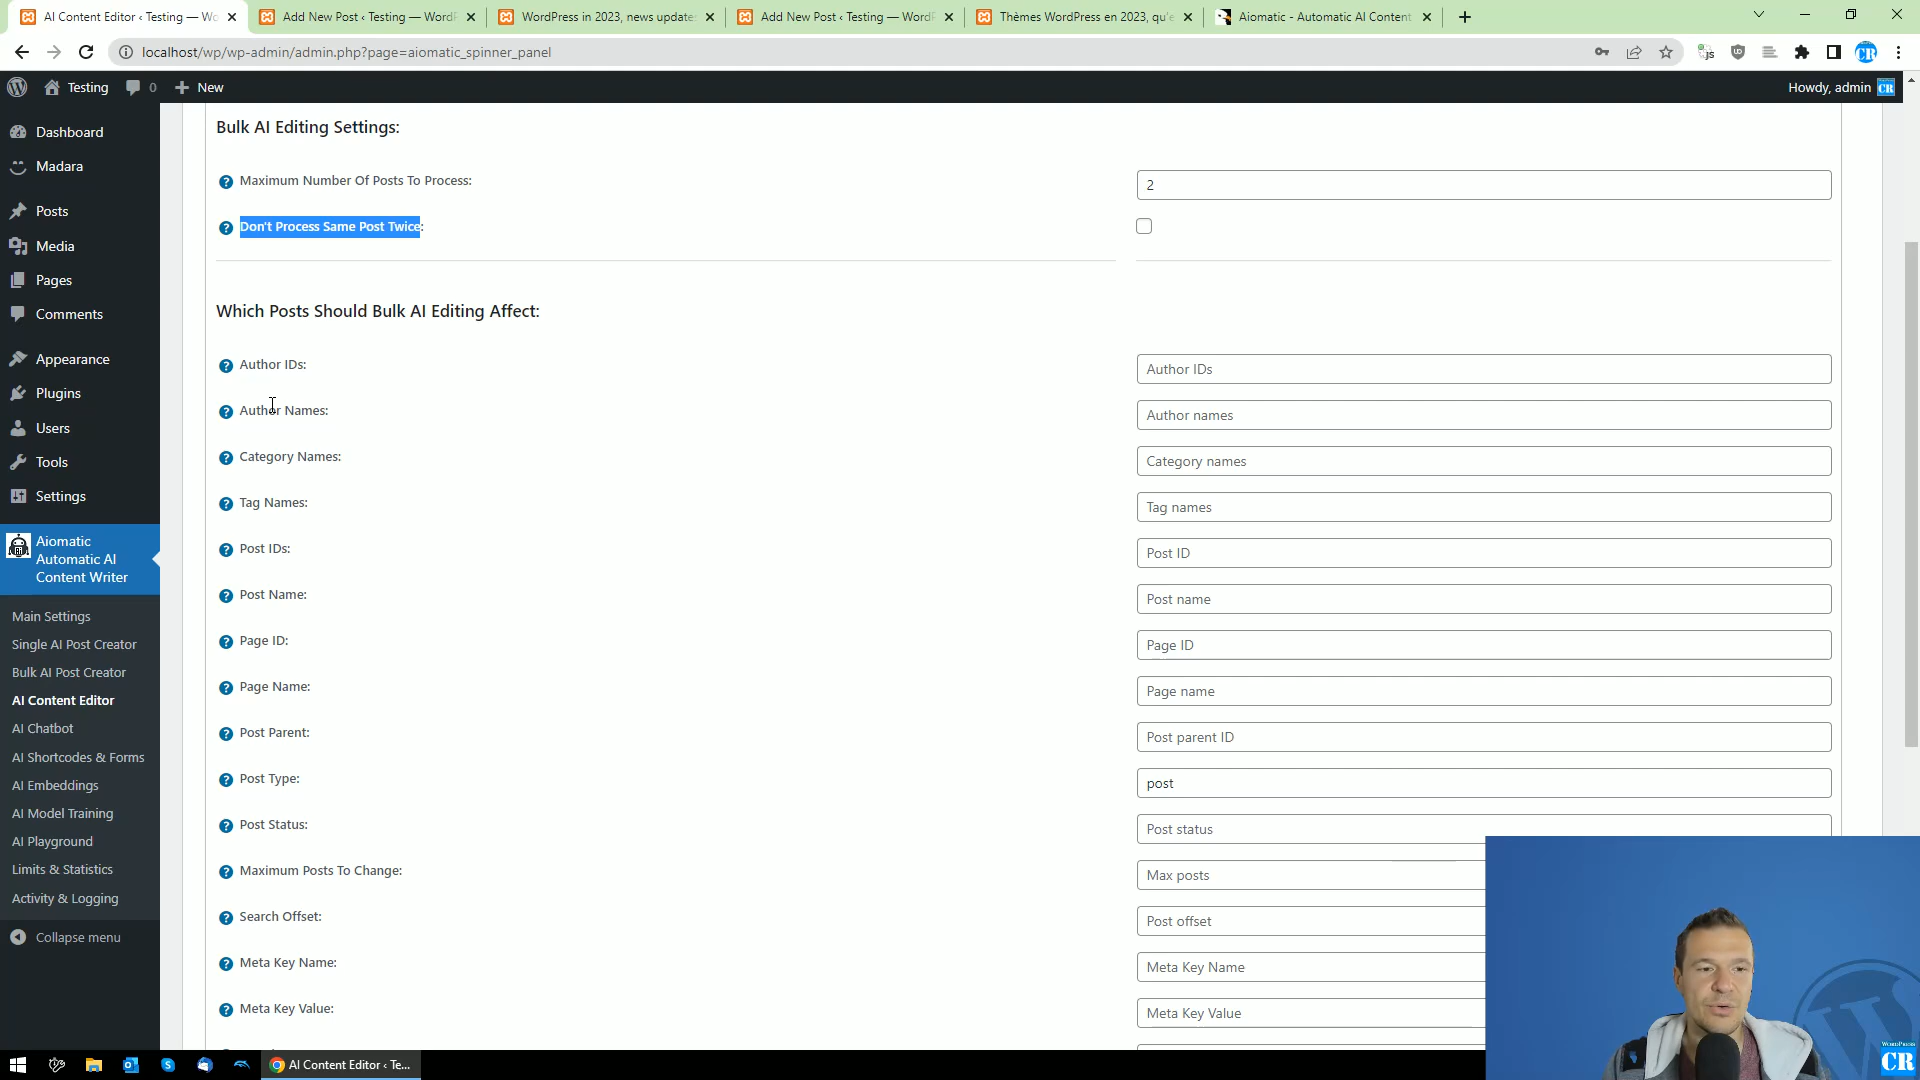 AI Content Editor ‹ Testing — Wo
Add New Post ‹ Testing — WordP
WordPress in 2023, news update
Add New Post ‹ Testing — WordP
Thèmes WordPress en 2023, qu'e
Aiomatic - Automatic AI Content
localhost/wp/wp-admin/admin.php?page=aiomatic_spinner_panel
Testing
0
New
Howdy, admin
Dashboard
Madara
Posts
Media
Pages
Comments
Appearance
Plugins
Users
Tools
Settings
Aiomatic
Automatic AI
Content Writer
Main Settings
Single AI Post Creator
Bulk AI Post Creator
AI Content Editor
AI Chatbot
AI Shortcodes & Forms
AI Embeddings
AI Model Training
AI Playground
Limits & Statistics
Activity & Logging
Collapse menu
Bulk AI Editing Settings:
Maximum Number Of Posts To Process:
2
Don't Process Same Post Twice:
Which Posts Should Bulk AI Editing Affect:
Author IDs:
Author IDs
Author Names:
Author names
Category Names:
Category names
Tag Names:
Tag names
Post IDs:
Post ID
Post Name:
Post name
Page ID:
Page ID
Page Name:
Page name
Post Parent:
Post parent ID
Post Type:
post
Post Status:
Post status
Maximum Posts To Change:
Max posts
Search Offset:
Post offset
Meta Key Name:
Meta Key Name
Meta Key Value:
Meta Key Value
AI Content Editor ‹ Te...
WORDPRESS
CR